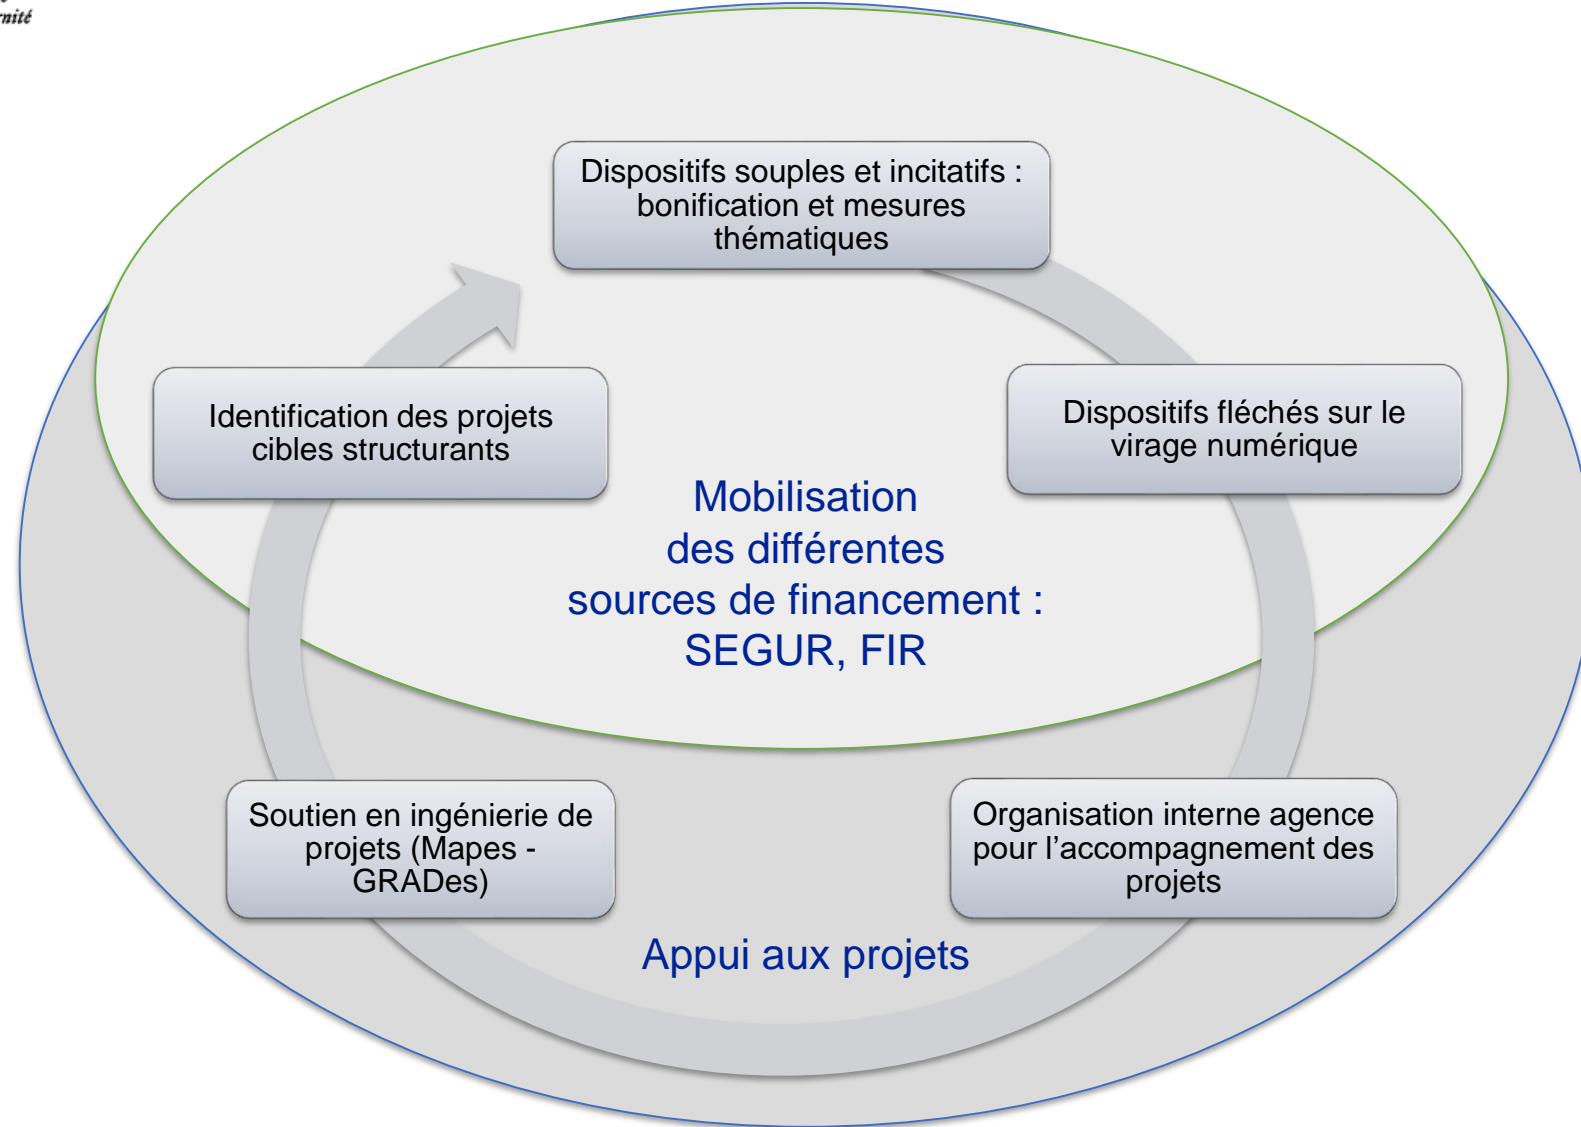 Dispositifs souples et incitatifs :
bonification et mesures
thématiques
Identification des projets
cibles structurants
Dispositifs fléchés sur le
virage numérique
Mobilisation
des différentes
sources de financement :
SEGUR, FIR
Soutien en ingénierie de
projets (Mapes -
GRADes)
Organisation interne agence
pour l’accompagnement des
projets
Appui aux projets